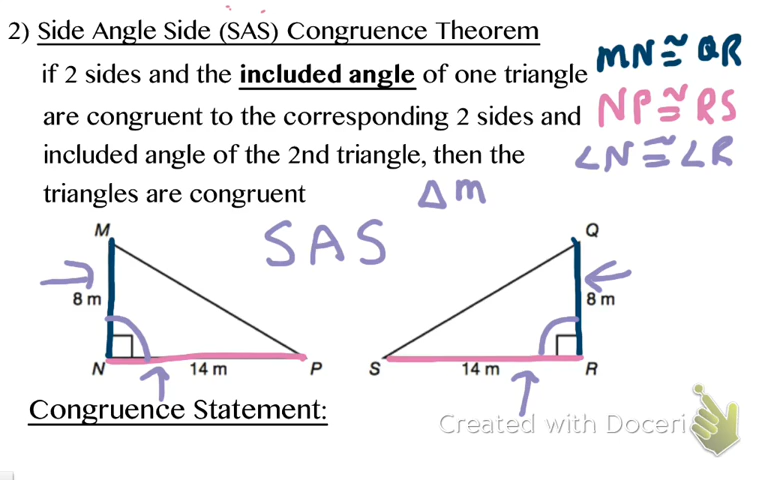 2) Side Angle Side (SAS) Congruence Theorem
if 2 sides and the included angle of one triangle
are congruent to the corresponding 2 sides and
included angle of the 2nd triangle, then the
triangles are congruent
MN ≅ QR
NP ≅ RS
∠N ≅ ∠R
△m
SAS
M
8 m
N
14 m
P
Q
8 m
S
14 m
R
Congruence Statement:
Created with Doceri